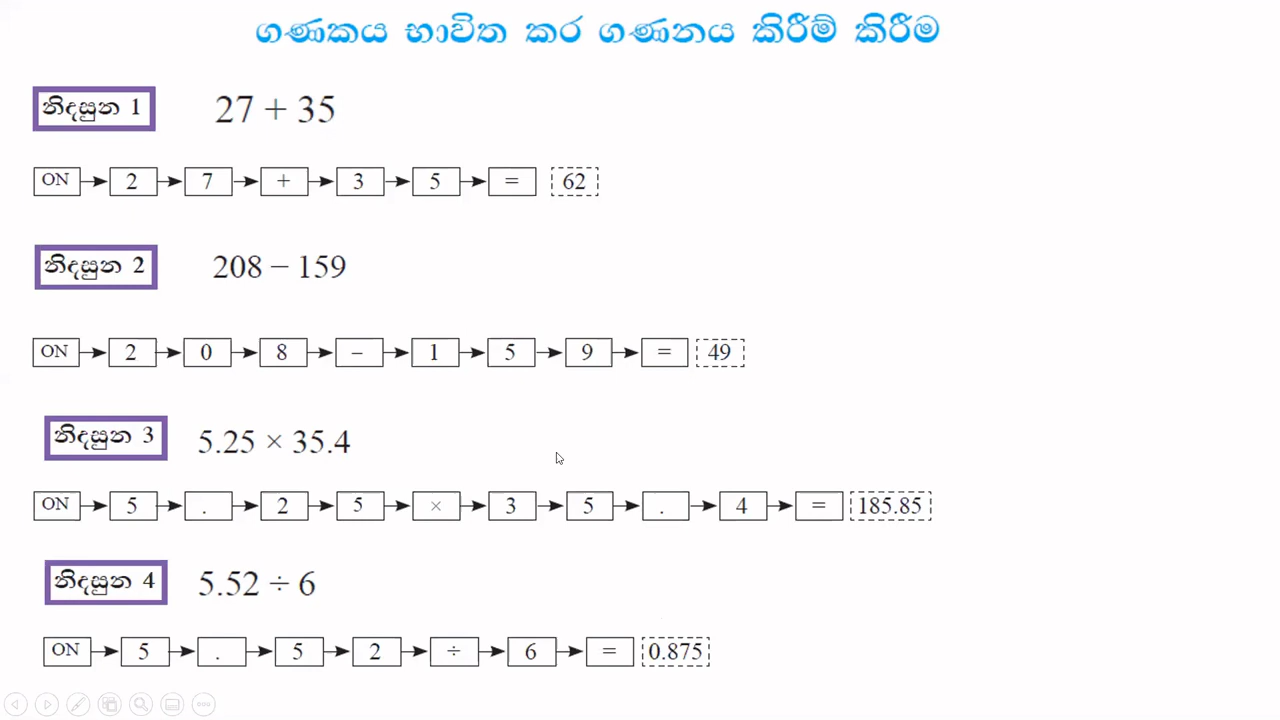 ගණකය භාවිත කර ගණනය කිරීම් කිරීම
නිදසුන 1 27 + 35
ON 2 7 + 3 5 = 62
නිදසුන 2 208 − 159
ON 2 0 8 − 1 5 9 = 49
නිදසුන 3 5.25 × 35.4
ON 5 . 2 5 × 3 5 . 4 = 185.85
නිදසුන 4 5.52 ÷ 6
ON 5 . 5 2 ÷ 6 = 0.875